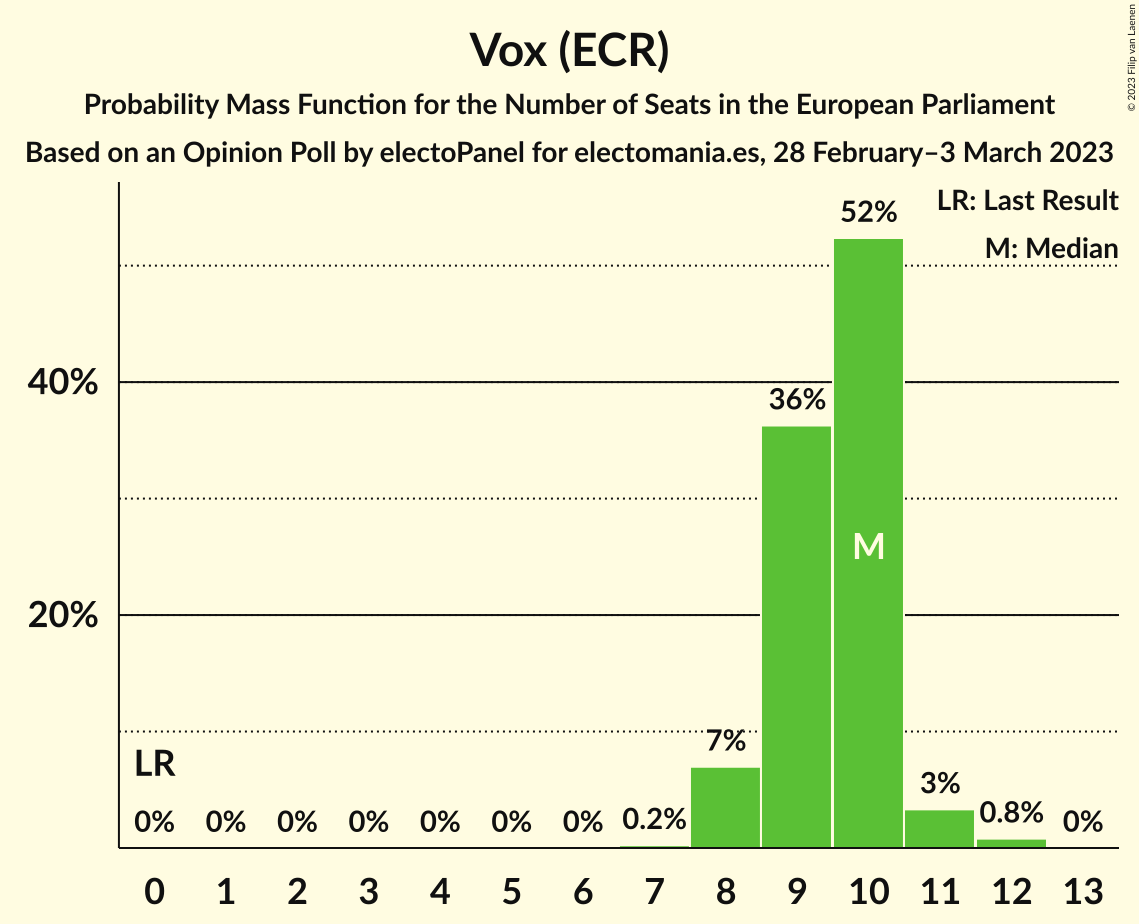 Vox (ECR)
Probability Mass Function for the Number of Seats in the European Parliament
Based on an Opinion Poll by electoPanel for electomania.es, 28 February–3 March 2023
© 2023 Filip van Laenen
LR: Last Result
M: Median
52%
40%
36%
M
20%
7%
LR
3%
0% 0% 0% 0% 0% 0% 0% 0.2% 0.8% 0%
0 1 2 3 4 5 6 7 8 9 10 11 12 13